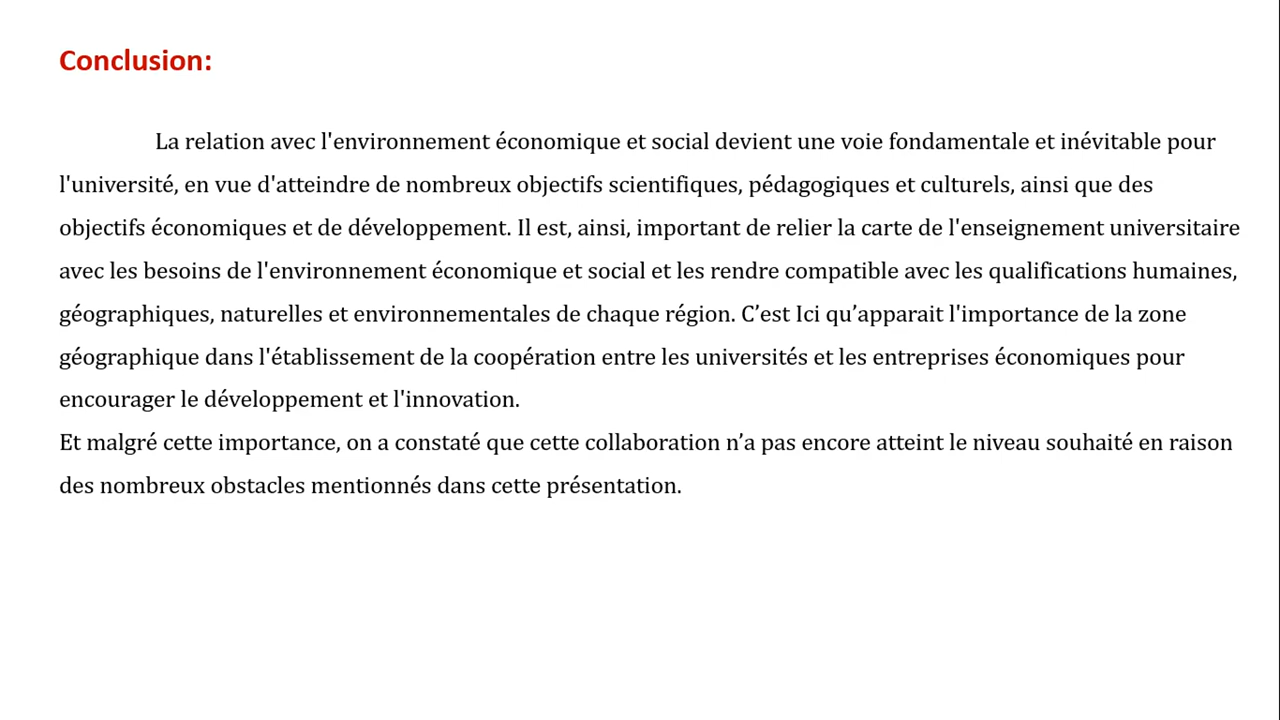 Conclusion:
La relation avec l'environnement économique et social devient une voie fondamentale et inévitable pour
l'université, en vue d'atteindre de nombreux objectifs scientifiques, pédagogiques et culturels, ainsi que des
objectifs économiques et de développement. Il est, ainsi, important de relier la carte de l'enseignement universitaire
avec les besoins de l'environnement économique et social et les rendre compatible avec les qualifications humaines,
géographiques, naturelles et environnementales de chaque région. C’est Ici qu’apparait l'importance de la zone
géographique dans l'établissement de la coopération entre les universités et les entreprises économiques pour
encourager le développement et l'innovation.
Et malgré cette importance, on a constaté que cette collaboration n’a pas encore atteint le niveau souhaité en raison
des nombreux obstacles mentionnés dans cette présentation.